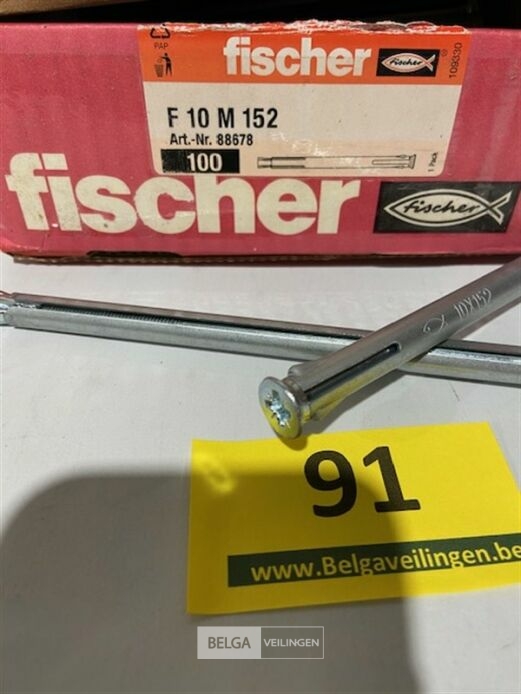 PAP
fischer
fischer
109330
F 10 M 152
Art.-Nr. 88678
100
1 Pack
fischer
fischer
10X152
91
www.Belgaveilingen.be
BELGA VEILINGEN